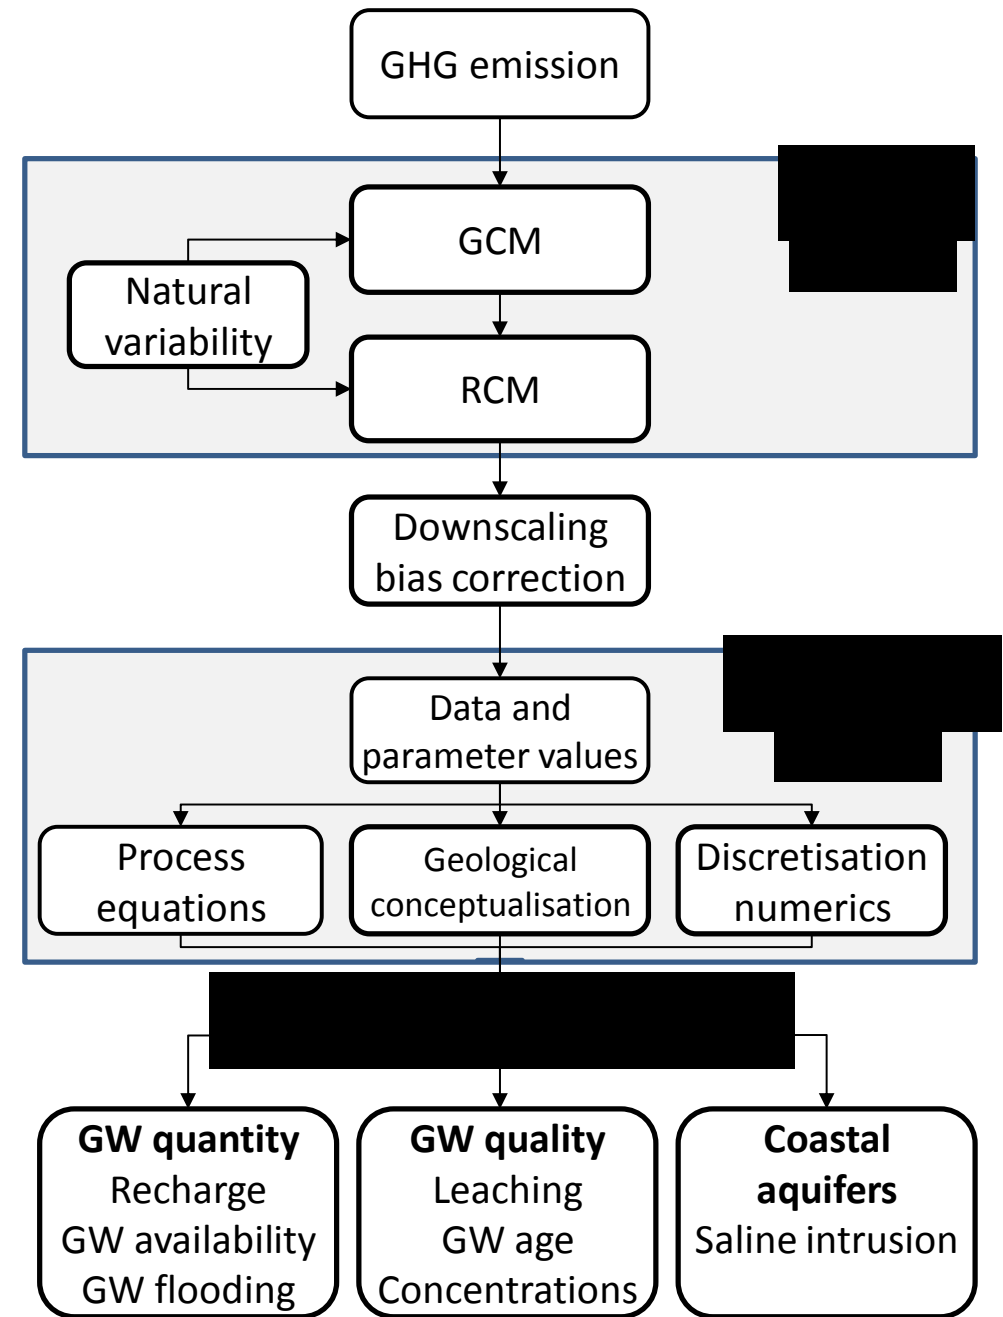 GHG emission
GCM
Natural
variability
RCM
Downscaling
bias correction
Data and
parameter values
Process
equations
Geological
conceptualisation
Discretisation
numerics
GW quantity
Recharge
GW availability
GW flooding
GW quality
Leaching
GW age
Concentrations
Coastal
aquifers
Saline intrusion